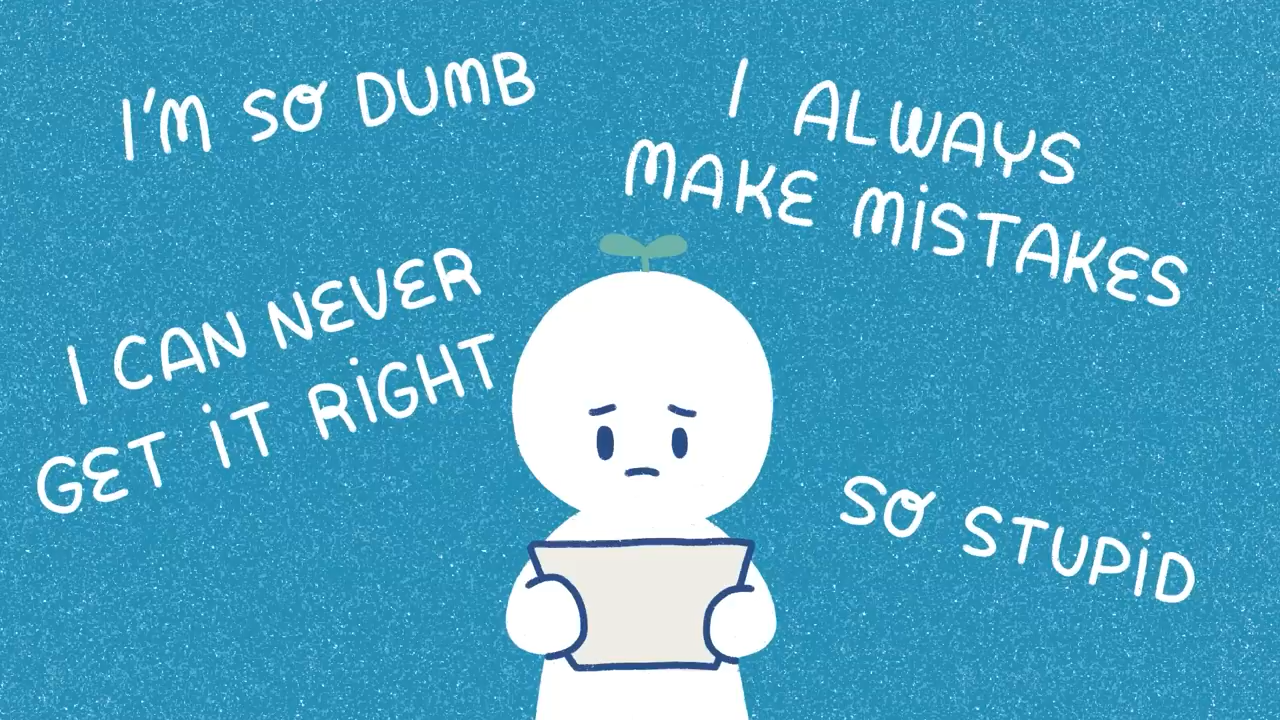 I'M SO DUMB
I ALWAYS
MAKE MISTAKES
I CAN NEVER
GET IT RIGHT
SO STUPID